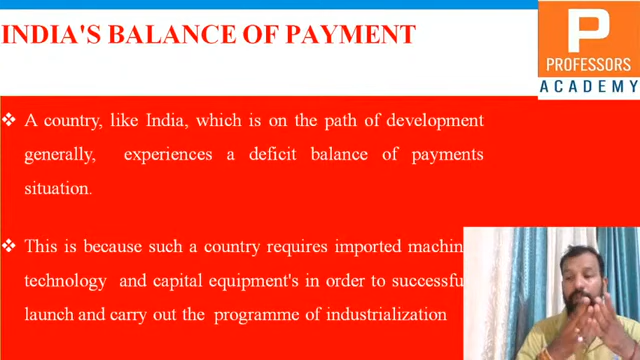 INDIA'S BALANCE OF PAYMENT
P
PROFESSORS
ACADEMY
❖ A country, like India, which is on the path of development
generally, experiences a deficit balance of payments
situation.
❖ This is because such a country requires imported
technology and capital equipment's in order to
launch and carry out the programme of industrialization